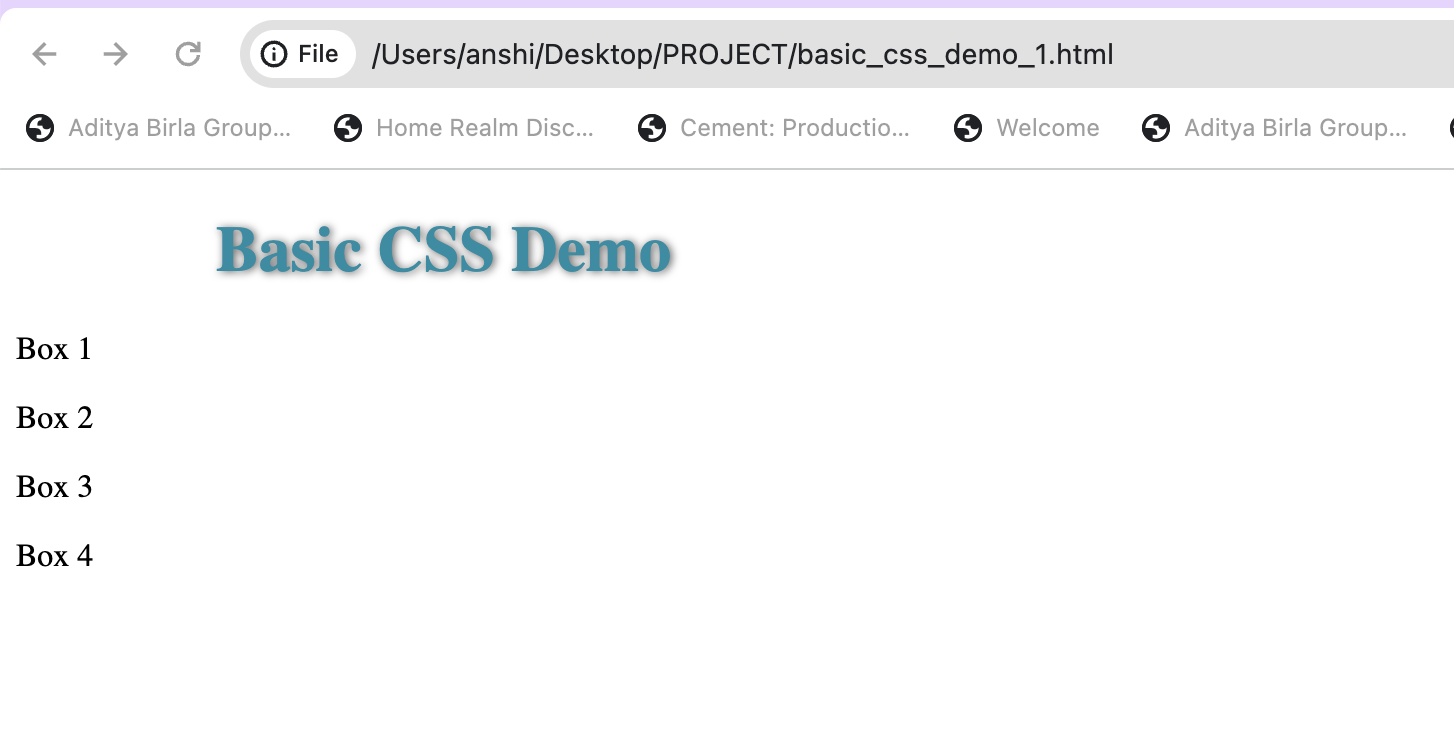 File /Users/anshi/Desktop/PROJECT/basic_css_demo_1.html
Aditya Birla Group... Home Realm Disc... Cement: Productio... Welcome Aditya Birla Group...
Basic CSS Demo
Box 1
Box 2
Box 3
Box 4